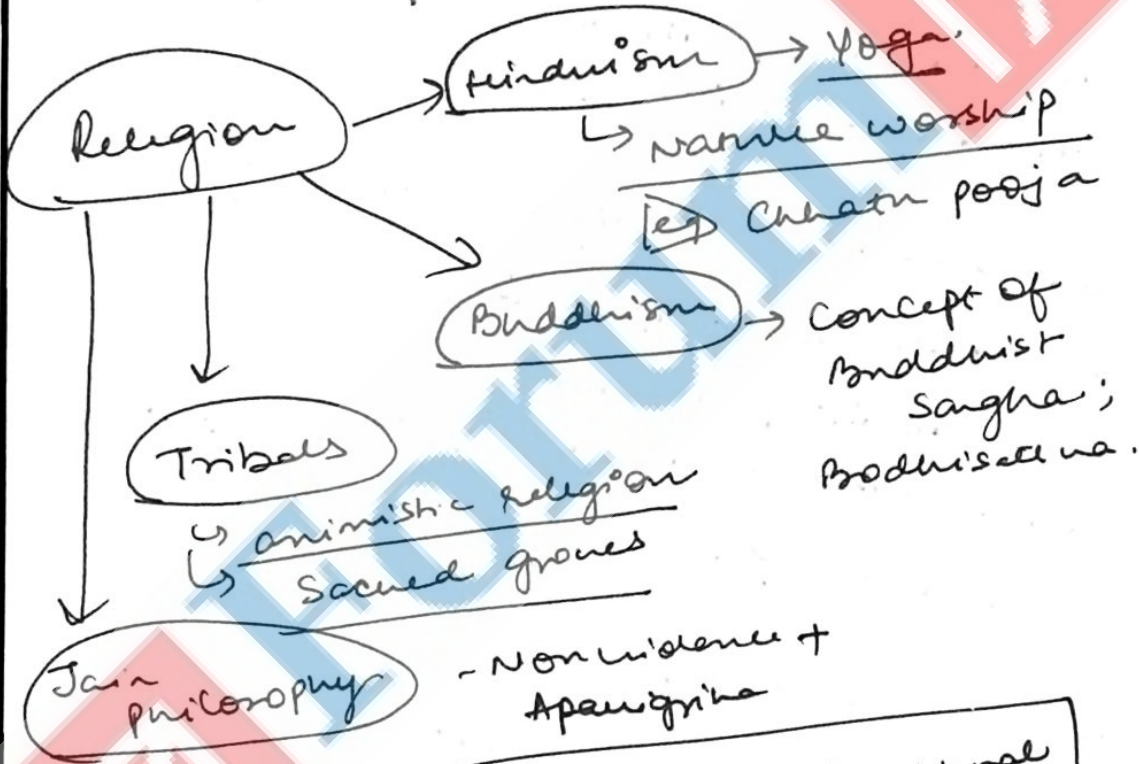 Religion
Hinduism → Yoga.
↳ Nature worship
eg Chhath pooja
Buddhism → Concept of
Buddhist
Sangha;
Bodhisattva.
Tribals
↳ animistic religion
↳ Sacred groves
Jain
philosophy
- Non violence +
Aparigriha
ForumI